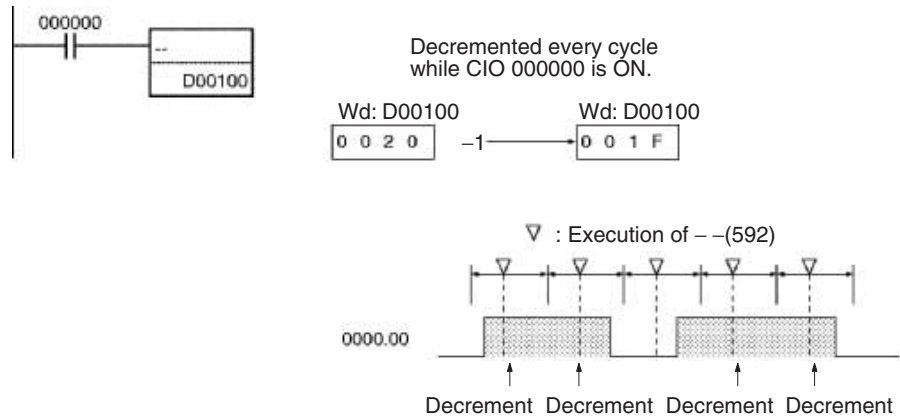 000000
--
D00100
Decremented every cycle
while CIO 000000 is ON.
Wd: D00100 Wd: D00100
0 0 2 0 –1 0 0 1 F
: Execution of – –(592)
0000.00
Decrement Decrement Decrement Decrement